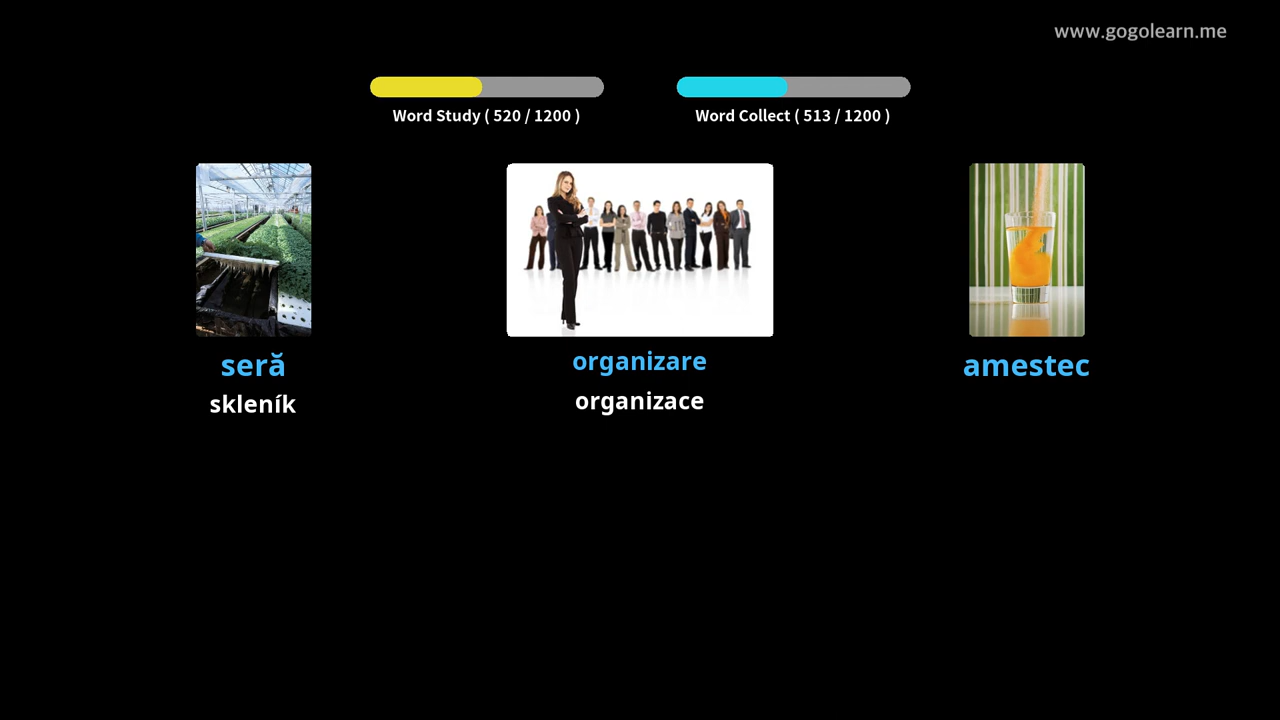 www.gogolearn.me
Word Study ( 520 / 1200 )
Word Collect ( 513 / 1200 )
seră
skleník
organizare
organizace
amestec